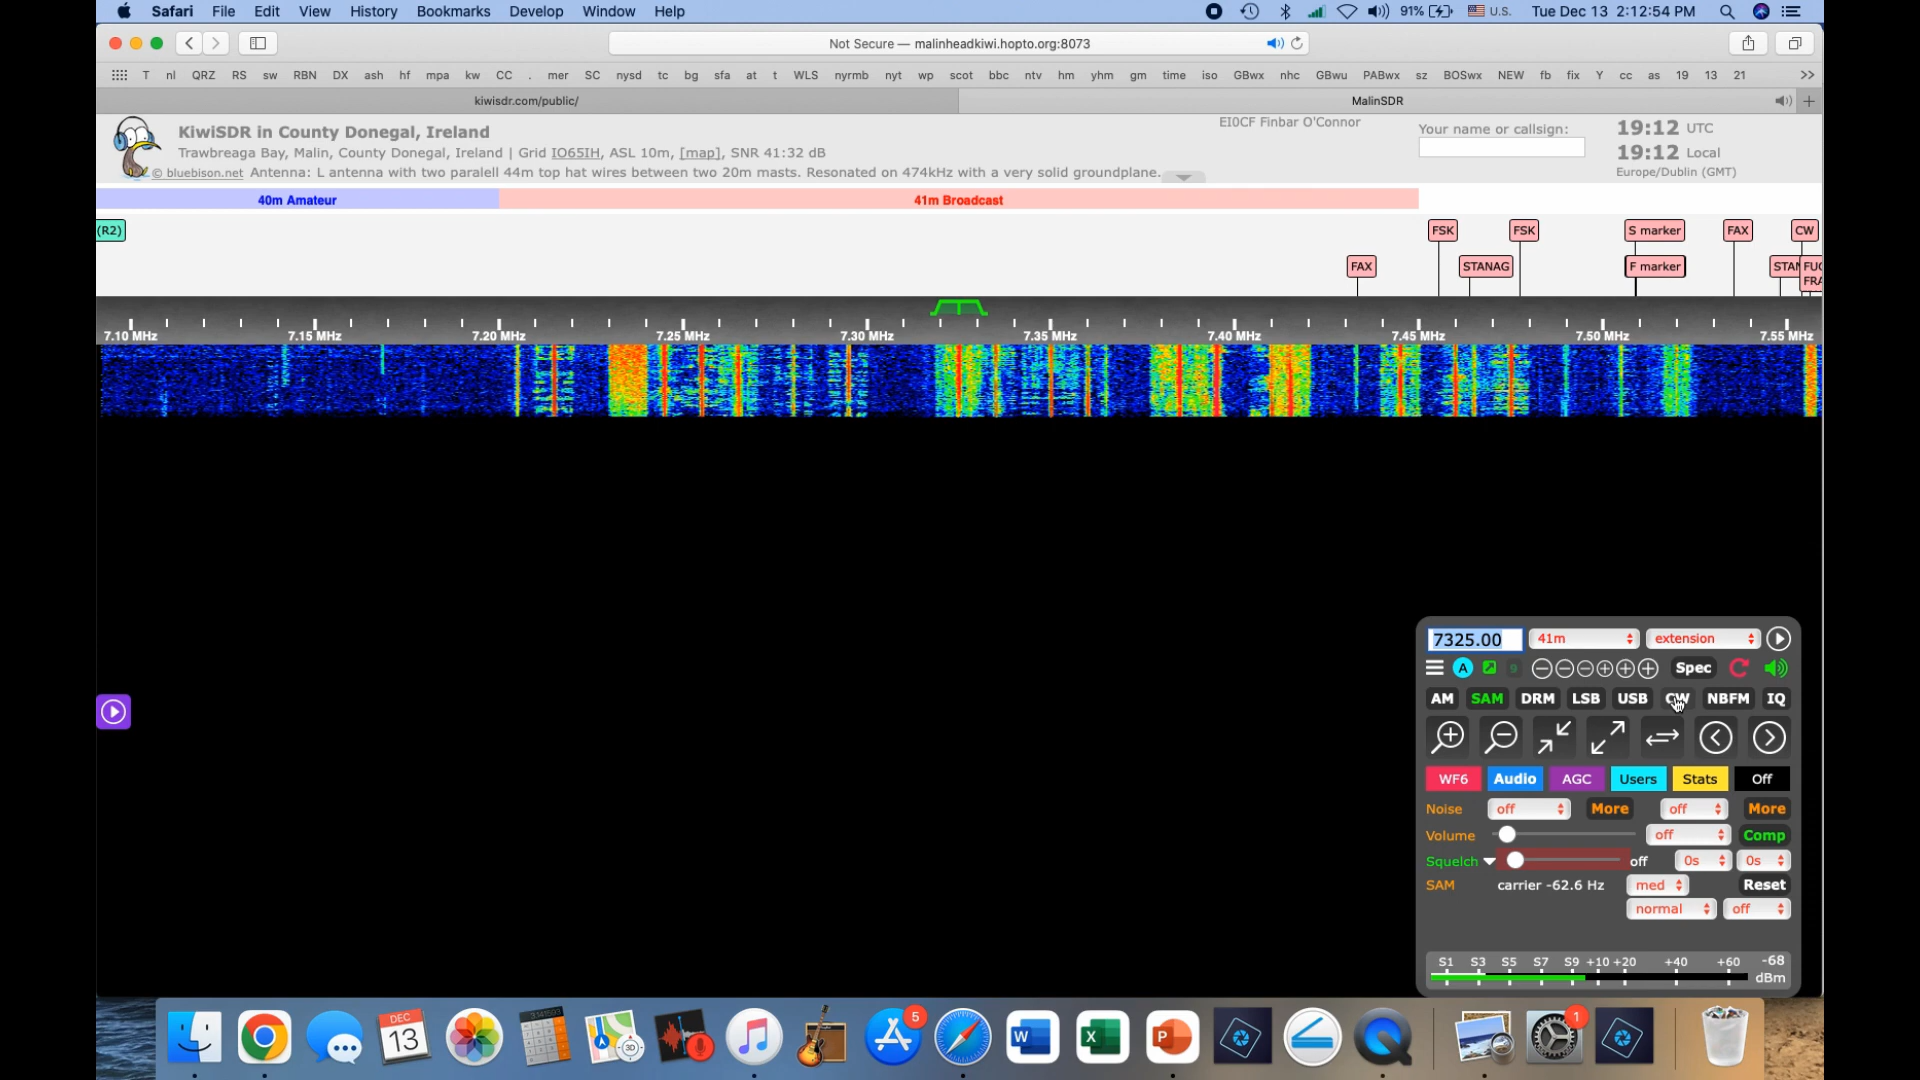 Safari File Edit View History Bookmarks Develop Window Help 91% U.S. Tue Dec 13 2:12:54 PM
Not Secure — malinheadkiwi.hopto.org:8073
T nl QRZ RS sw RBN DX ash hf mpa kw CC . mer SC nysd tc bg sfa at t WLS nyrmb nyt wp scot bbc ntv hm yhm gm time iso GBwx nhc GBwu PABwx sz BOSwx NEW fb fix Y cc as 19 13 21 >>
kiwisdr.com/public/ MalinSDR
KiwiSDR in County Donegal, Ireland
EI0CF Finbar O'Connor
Your name or callsign:
19:12 UTC
Trawbreaga Bay, Malin, County Donegal, Ireland | Grid IO65IH, ASL 10m, [map], SNR 41:32 dB
19:12 Local
© bluebison.net Antenna: L antenna with two paralell 44m top hat wires between two 20m masts. Resonated on 474kHz with a very solid groundplane.
Europe/Dublin (GMT)
40m Amateur 41m Broadcast
(R2) FSK FSK S marker FAX CW
FAX STANAG F marker STAN FUG
FRA
7.10 MHz 7.15 MHz 7.20 MHz 7.25 MHz 7.30 MHz 7.35 MHz 7.40 MHz 7.45 MHz 7.50 MHz 7.55 MHz
7325.00 41m extension
A 9 Spec
AM SAM DRM LSB USB CW NBFM IQ
WF6 Audio AGC Users Stats Off
Noise off More off More
Volume off Comp
Squelch off 0s 0s
SAM carrier -62.6 Hz med Reset
normal off
S1 S3 S5 S7 S9 +10 +20 +40 +60 -68
dBm
DEC
13
3D
5
W X P
1